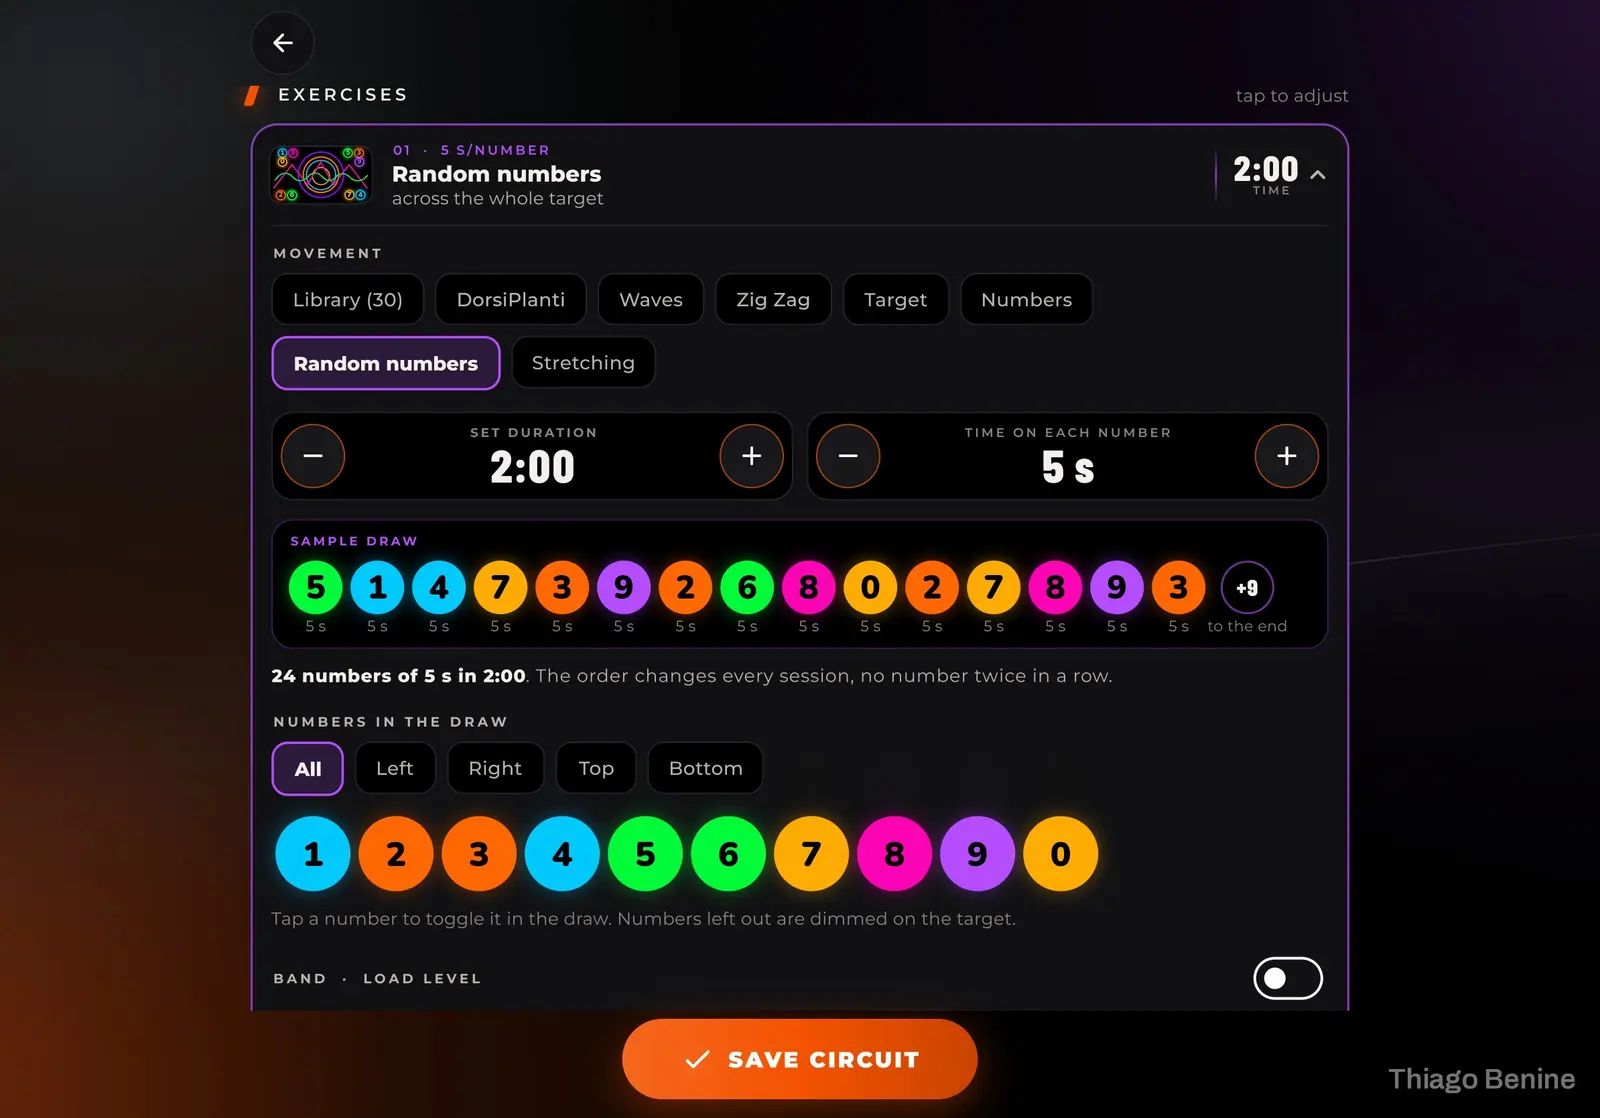 EXERCISES
tap to adjust
01 · 5 S/NUMBER
Random numbers
across the whole target
2:00
TIME
MOVEMENT
Library (30) DorsiPlanti Waves Zig Zag Target Numbers
Random numbers Stretching
SET DURATION
2:00
TIME ON EACH NUMBER
5 s
SAMPLE DRAW
5 1 4 7 3 9 2 6 8 0 2 7 8 9 3 +9
5 s 5 s 5 s 5 s 5 s 5 s 5 s 5 s 5 s 5 s 5 s 5 s 5 s 5 s 5 s to the end
24 numbers of 5 s in 2:00. The order changes every session, no number twice in a row.
NUMBERS IN THE DRAW
All Left Right Top Bottom
1 2 3 4 5 6 7 8 9 0
Tap a number to toggle it in the draw. Numbers left out are dimmed on the target.
BAND · LOAD LEVEL
SAVE CIRCUIT
Thiago Benine